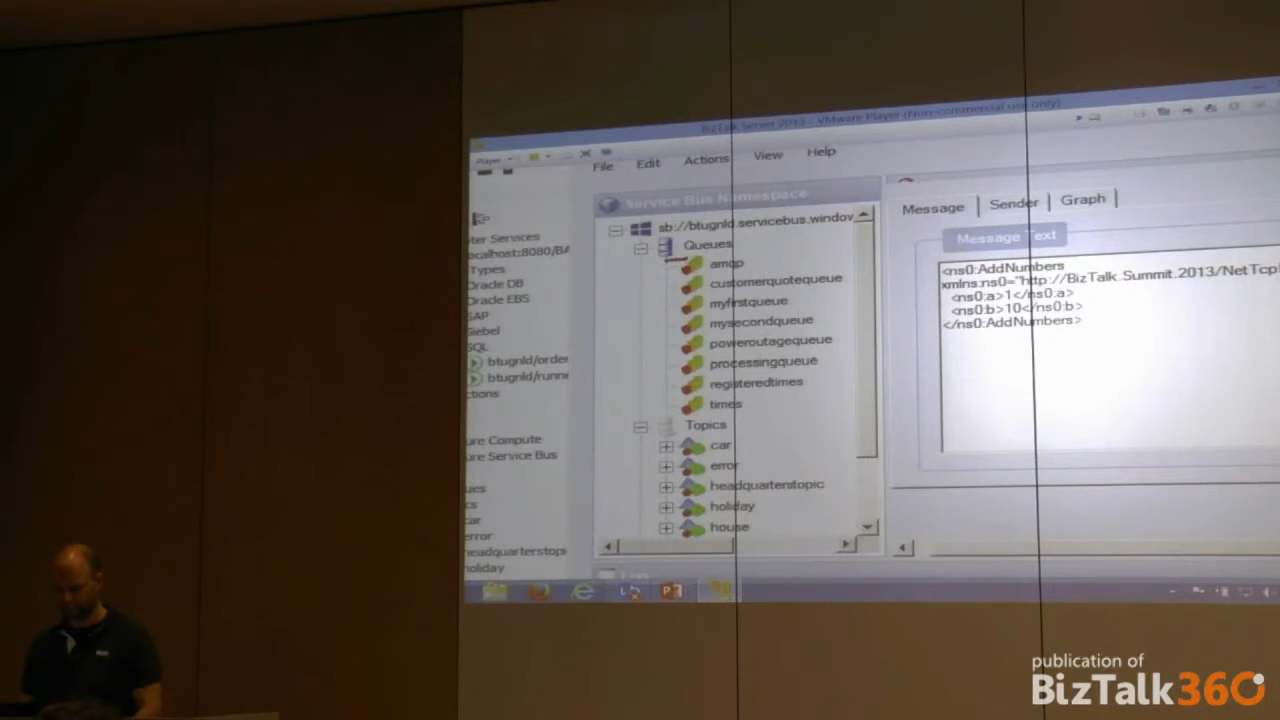 BizTalk Server 2013 - VMware Player (Non-commercial use only)
Player
File Edit Actions View Help
ter Services
ocalhost:8080/BA
Types
Oracle DB
Oracle EBS
SAP
Siebel
SQL
btugnld/order
btugnld/runn
ctions
ure Compute
ure Service Bus
ues
cs
car
error
headquarterstopi
holiday
Service Bus Namespace
sb://btugnld.servicebus.window
Queues
amqp
customerquotequeue
myfirstqueue
mysecondqueue
poweroutagequeue
processingqueue
registeredtimes
times
Topics
car
error
headquarterstopic
holiday
house
Message Sender Graph
Message Text
<ns0:AddNumbers
xmlns:ns0="http://BizTalk.Summit.2013/NetTcp
<ns0:a>1</ns0:a>
<ns0:b>10</ns0:b>
</ns0:AddNumbers>
publication of
BizTalk360